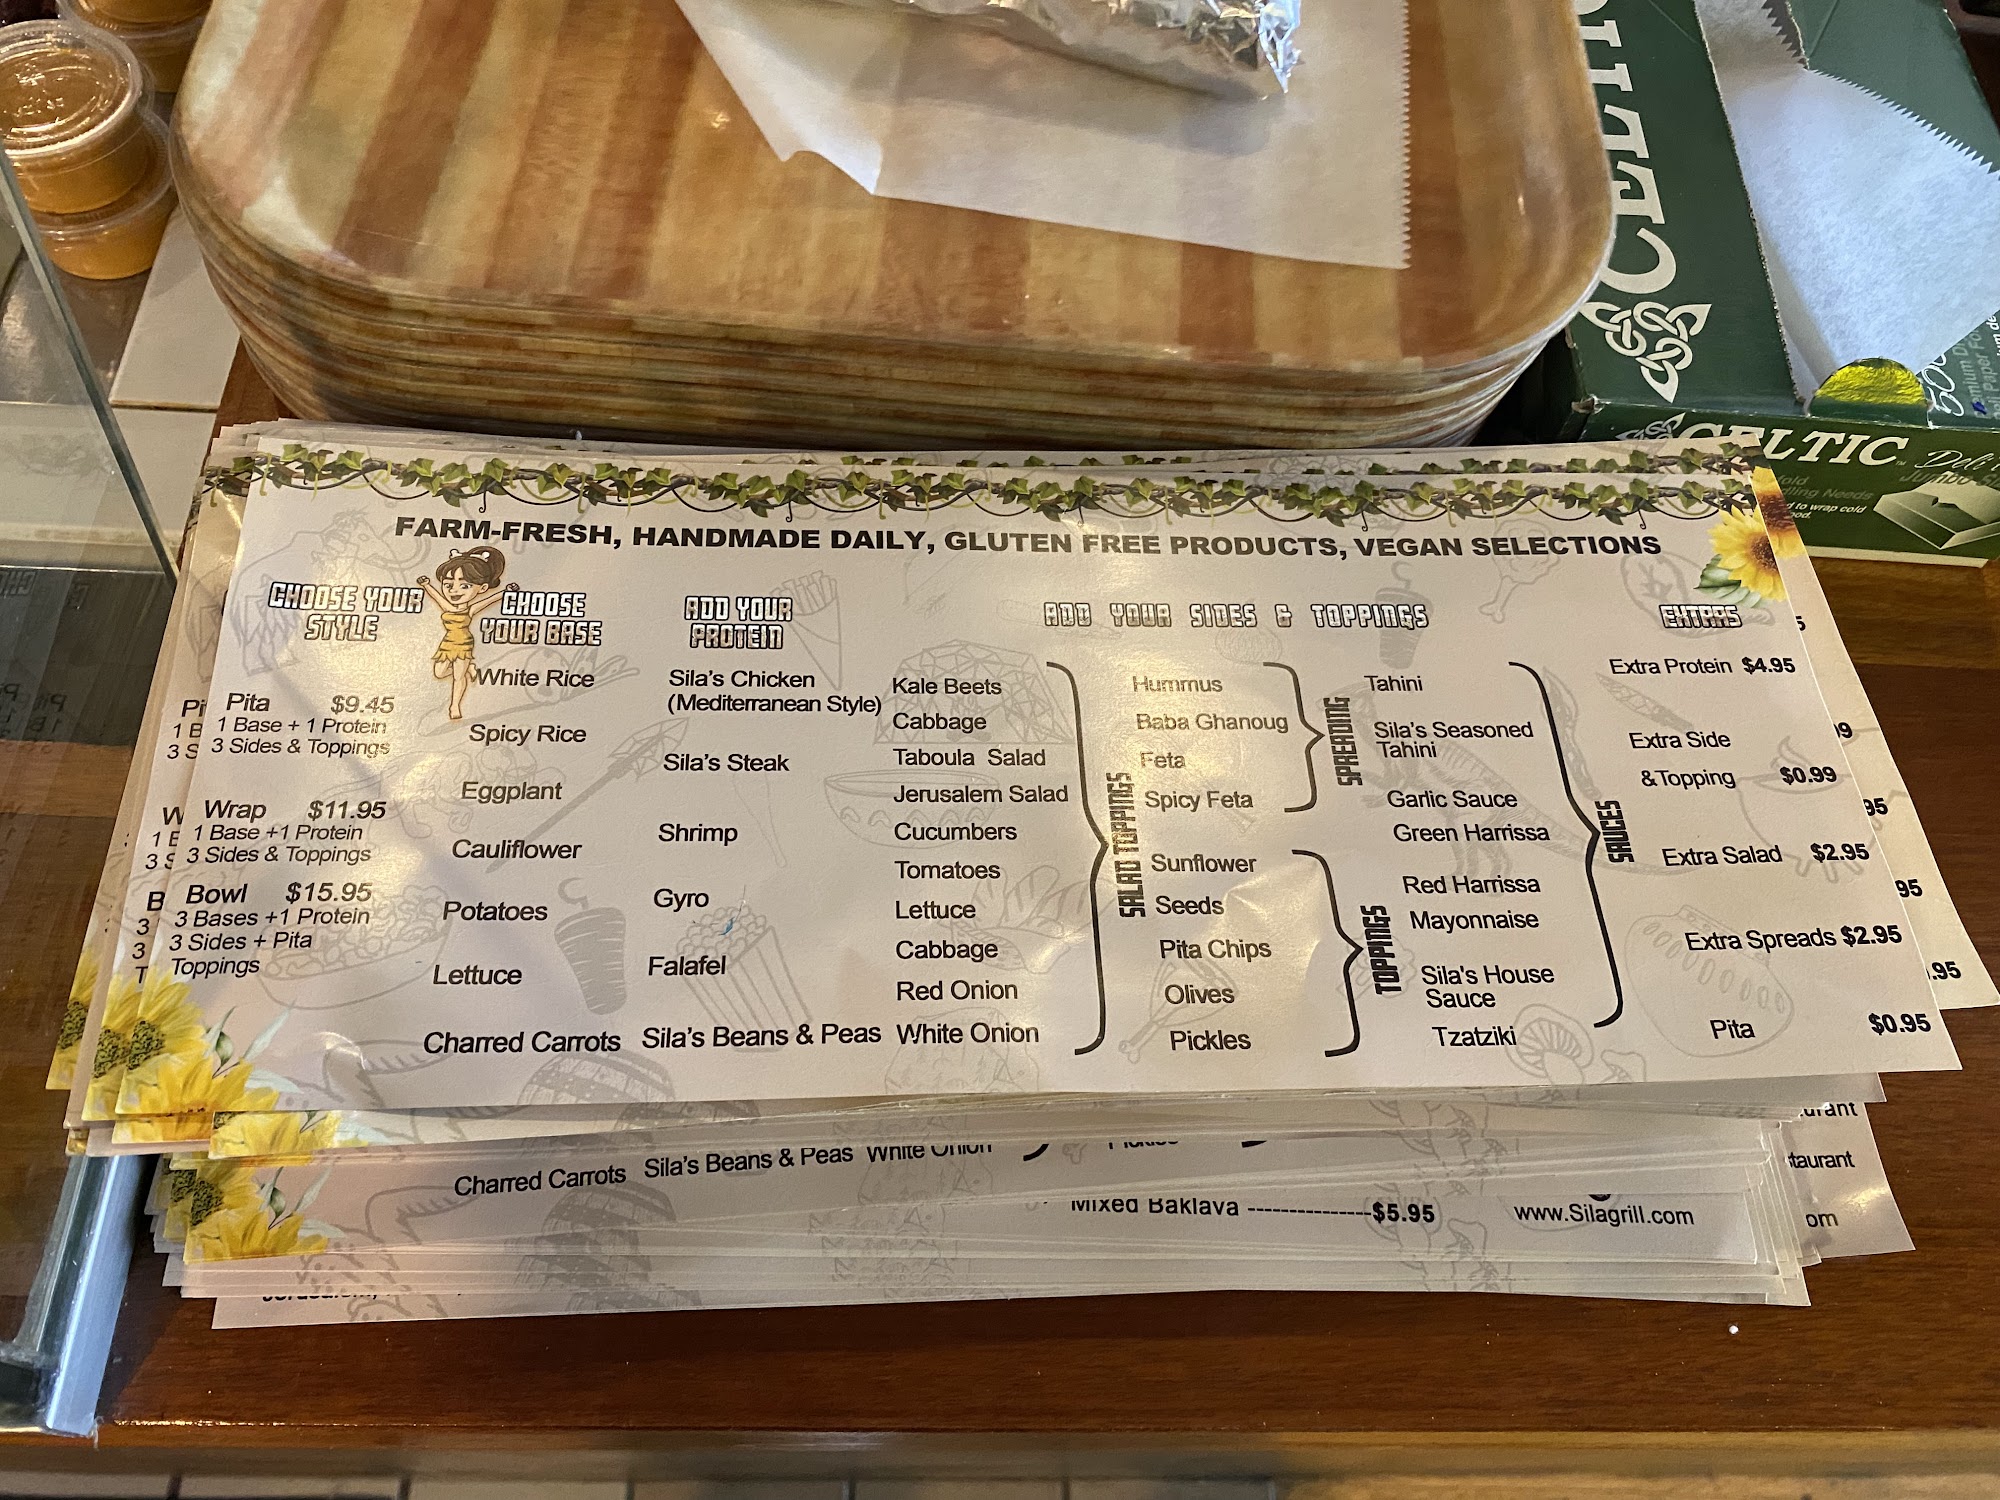 CELTIC
CELTIC
Deli
FARM-FRESH, HANDMADE DAILY, GLUTEN FREE PRODUCTS, VEGAN SELECTIONS
CHOOSE YOUR
STYLE
Pita $9.45
1 Base + 1 Protein
3 Sides & Toppings
Wrap $11.95
1 Base +1 Protein
3 Sides & Toppings
Bowl $15.95
3 Bases +1 Protein
3 Sides + Pita
Toppings
CHOOSE
YOUR BASE
White Rice
Spicy Rice
Eggplant
Cauliflower
Potatoes
Lettuce
Charred Carrots
ADD YOUR
PROTEIN
Sila's Chicken
(Mediterranean Style)
Sila's Steak
Shrimp
Gyro
Falafel
Sila's Beans & Peas
ADD YOUR SIDES & TOPPINGS
Kale Beets
Cabbage
Taboula Salad
Jerusalem Salad
Cucumbers
Tomatoes
Lettuce
Cabbage
Red Onion
White Onion
SALAD TOPPINGS
Hummus
Baba Ghanoug
Feta
Spicy Feta
SPREADING
Sunflower
Seeds
Pita Chips
Olives
Pickles
TOPPINGS
Tahini
Sila's Seasoned
Tahini
Garlic Sauce
Green Harrissa
Red Harrissa
Mayonnaise
Sila's House
Sauce
Tzatziki
SAUCES
EXTRAS
Extra Protein $4.95
Extra Side
& Topping $0.99
Extra Salad $2.95
Extra Spreads $2.95
Pita $0.95
Charred Carrots Sila's Beans & Peas White Onion
Mixed Baklava ---------------$5.95
www.Silagrill.com